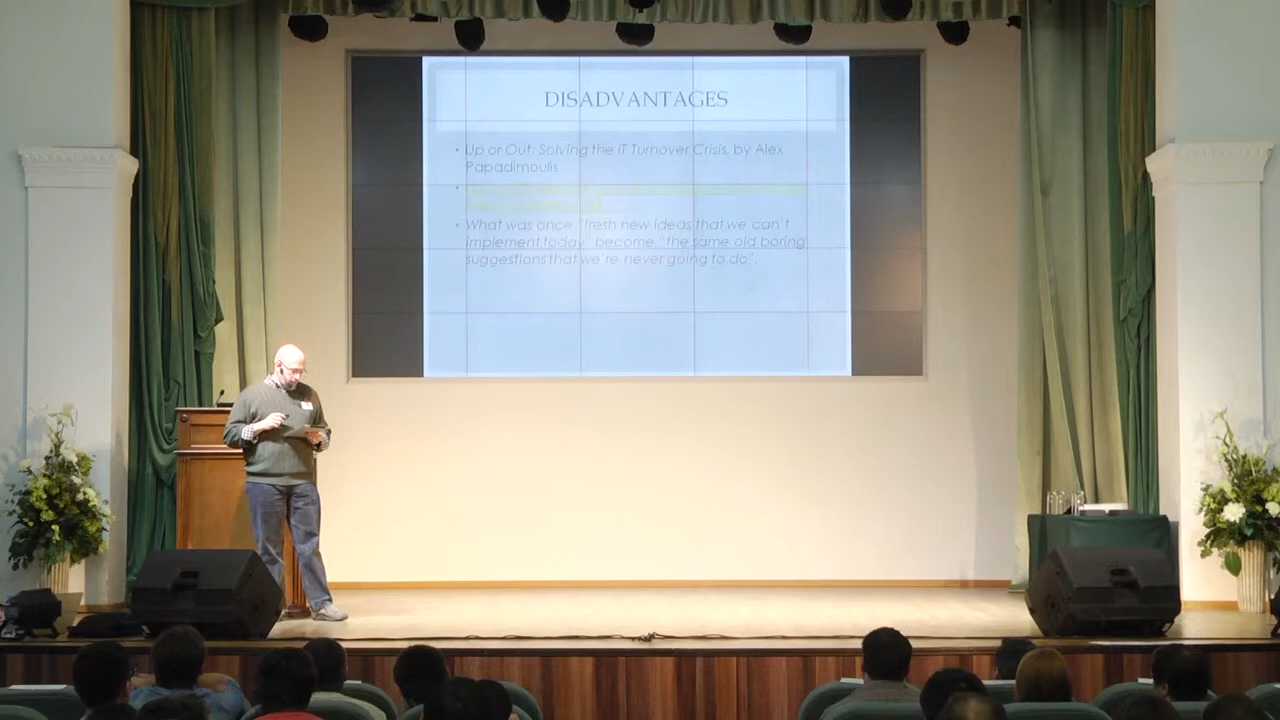 DISADVANTAGES
• Up or Out: Solving the IT Turnover Crisis, by Alex
Papadimoulis
• What was once "fresh new ideas that we can't
implement today" become "the same old boring
suggestions that we're never going to do".